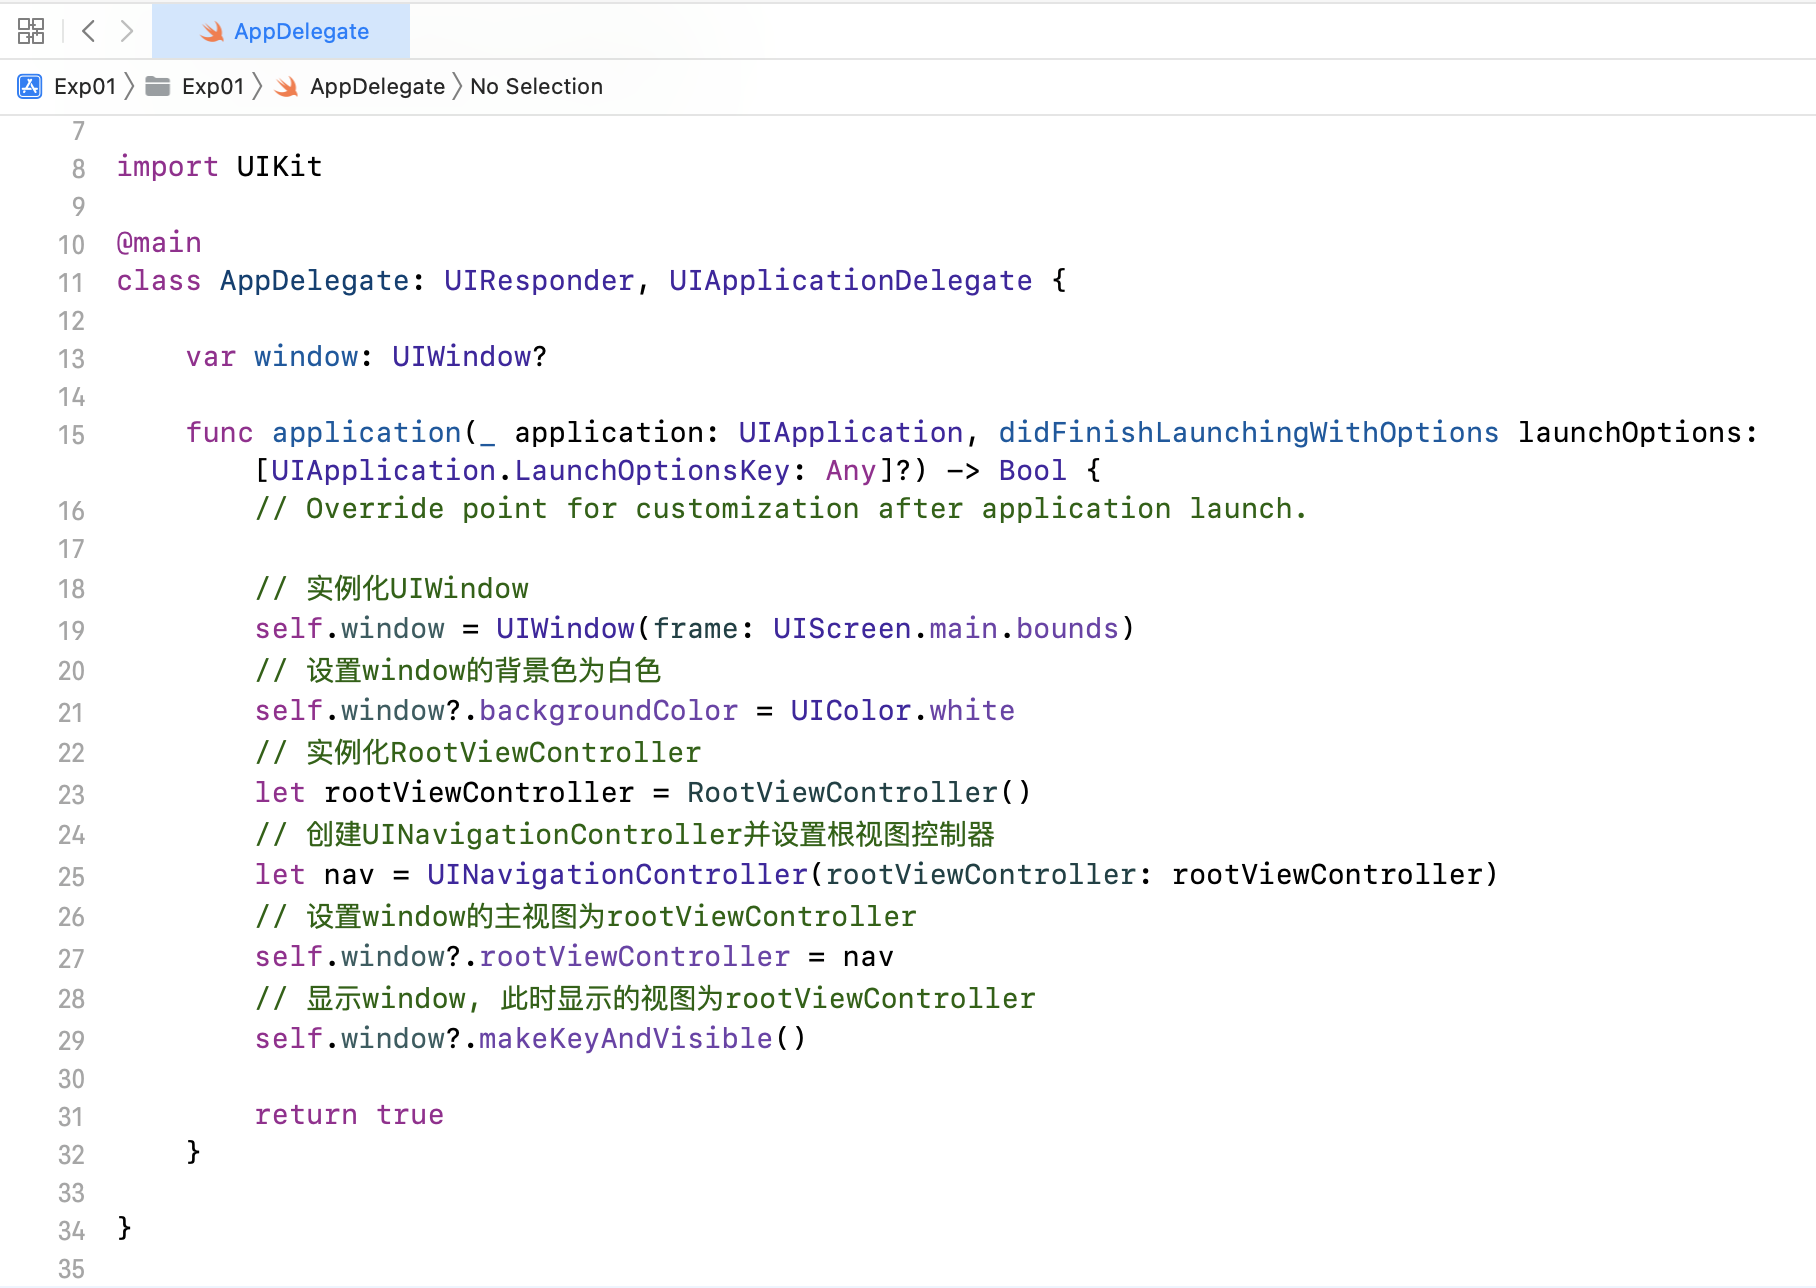 AppDelegate
Exp01 〉 Exp01 〉 AppDelegate 〉 No Selection
7
8 import UIKit
9
10 @main
11 class AppDelegate: UIResponder, UIApplicationDelegate {
12
13     var window: UIWindow?
14
15     func application(_ application: UIApplication, didFinishLaunchingWithOptions launchOptions:
        [UIApplication.LaunchOptionsKey: Any]?) -> Bool {
16         // Override point for customization after application launch.
17
18         // 实例化UIWindow
19         self.window = UIWindow(frame: UIScreen.main.bounds)
20         // 设置window的背景色为白色
21         self.window?.backgroundColor = UIColor.white
22         // 实例化RootViewController
23         let rootViewController = RootViewController()
24         // 创建UINavigationController并设置根视图控制器
25         let nav = UINavigationController(rootViewController: rootViewController)
26         // 设置window的主视图为rootViewController
27         self.window?.rootViewController = nav
28         // 显示window, 此时显示的视图为rootViewController
29         self.window?.makeKeyAndVisible()
30
31         return true
32     }
33
34 }
35